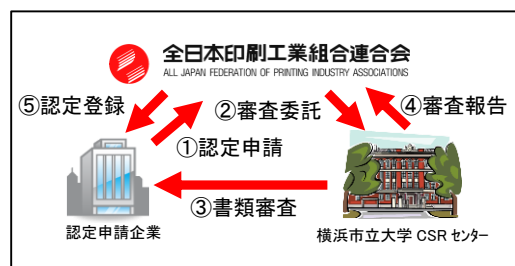 全日本印刷工業組合連合会
ALL JAPAN FEDERATION OF PRINTING INDUSTRY ASSOCIATIONS
⑤認定登録
②審査委託
④審査報告
①認定申請
③書類審査
認定申請企業
横浜市立大学 CSR センター